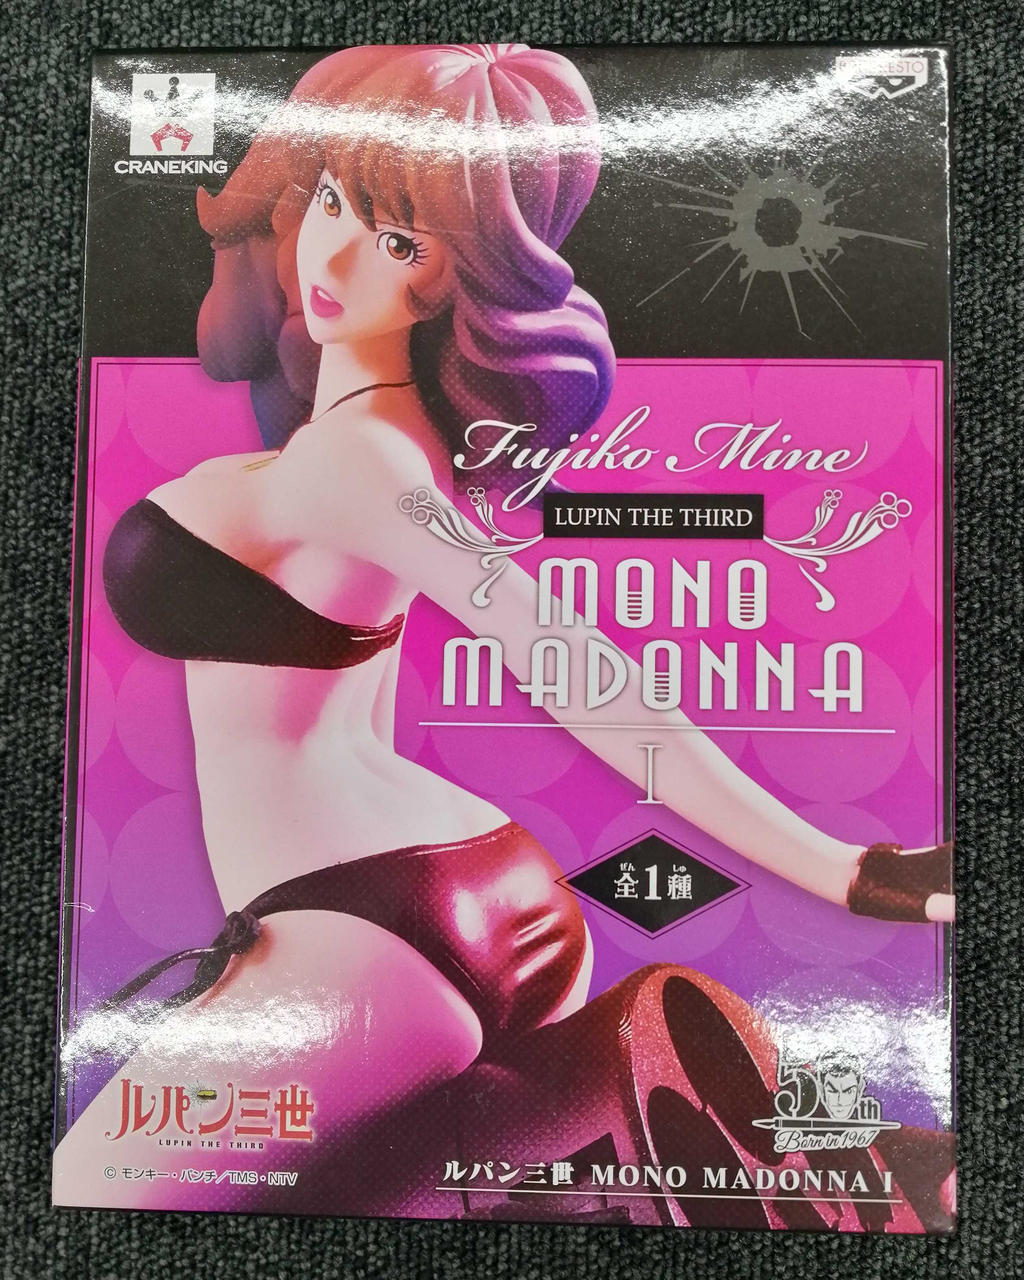 CRANEKING
Fujiko Mine
LUPIN THE THIRD
MONO
MADONNA
I
ぜん しゅ
全1種
ルパン三世
LUPIN THE THIRD
© モンキー・パンチ/TMS・NTV
50th
Born in 1967
ルパン三世 MONO MADONNA I